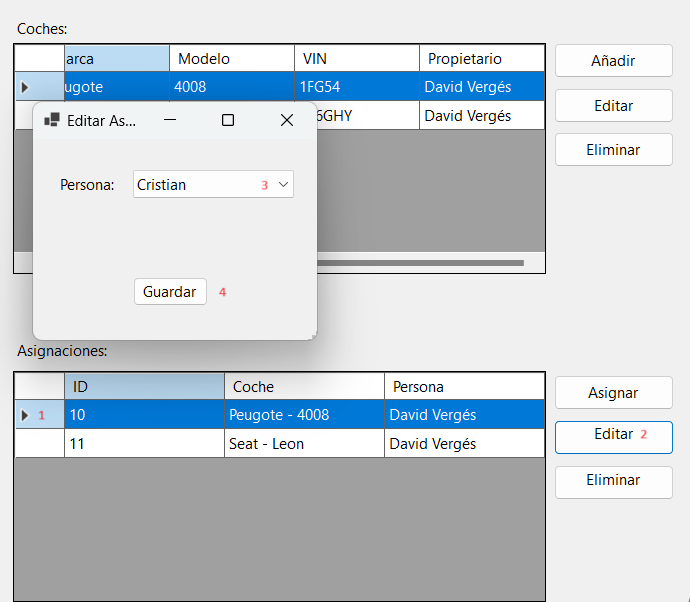 Coches:
arca Modelo VIN Propietario
ugote 4008 1FG54 David Vergés
6GHY David Vergés
Añadir
Editar
Eliminar
Editar As...
Persona: Cristian 3
Guardar 4
Asignaciones:
ID Coche Persona
1 10 Peugote - 4008 David Vergés
11 Seat - Leon David Vergés
Asignar
Editar 2
Eliminar